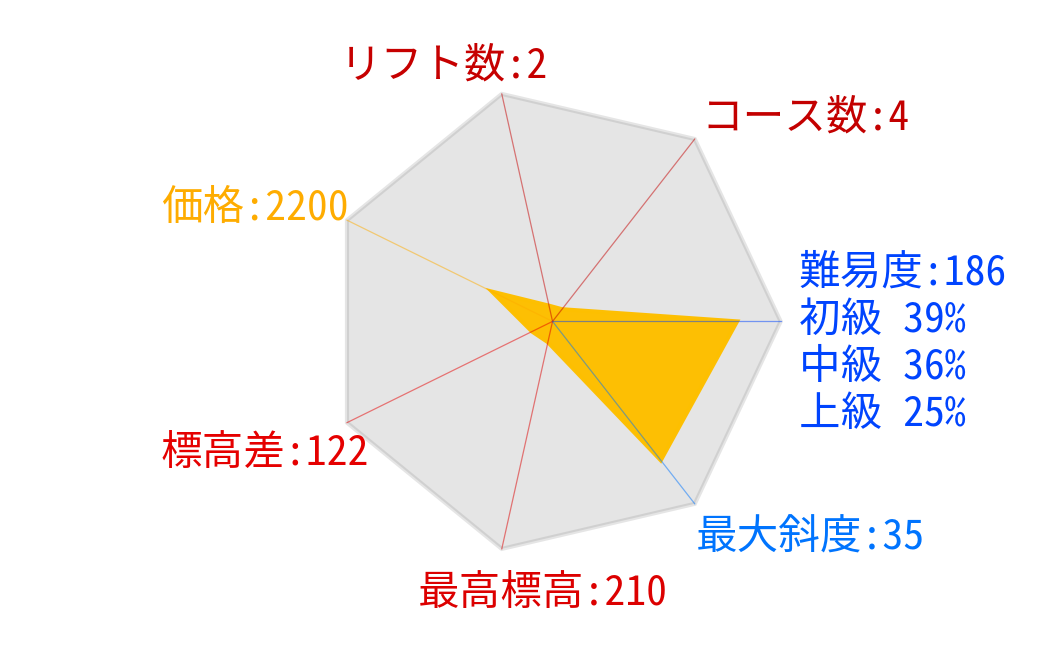 リフト数:2
コース数:4
価格:2200
難易度:186
初級 39%
中級 36%
上級 25%
標高差:122
最大斜度:35
最高標高:210